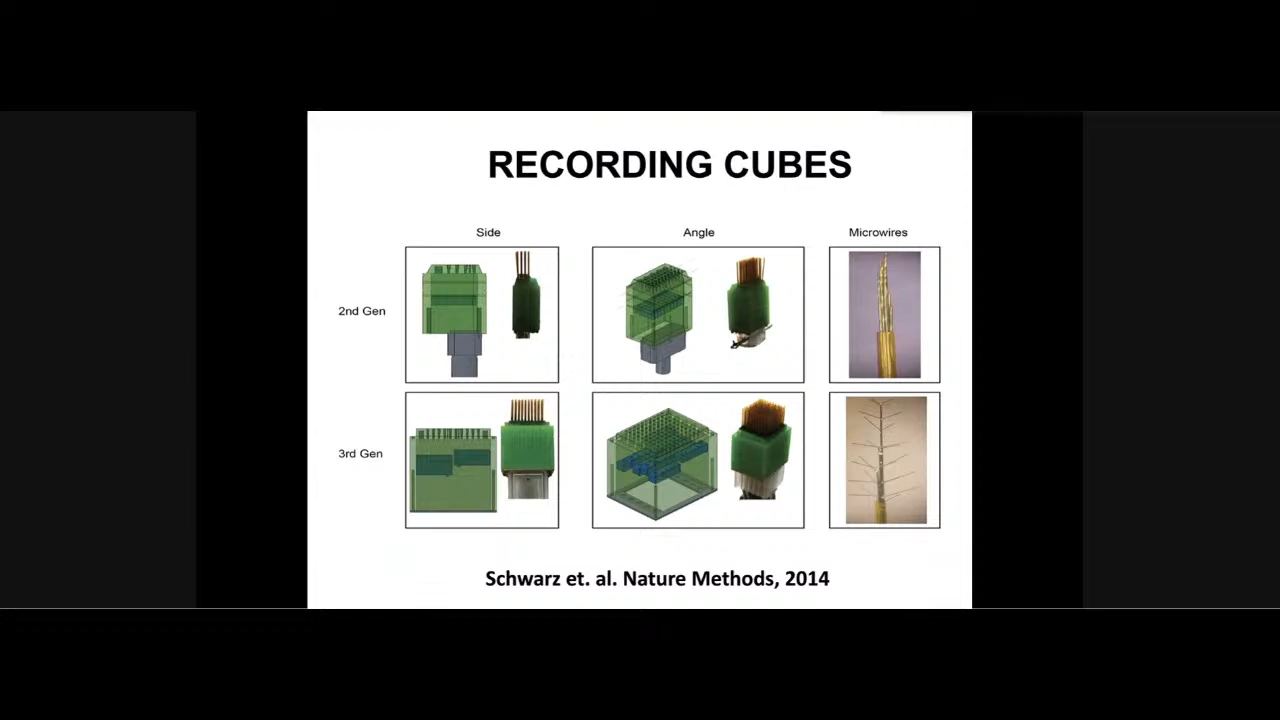 RECORDING CUBES
Side
Angle
Microwires
2nd Gen
3rd Gen
Schwarz et. al. Nature Methods, 2014